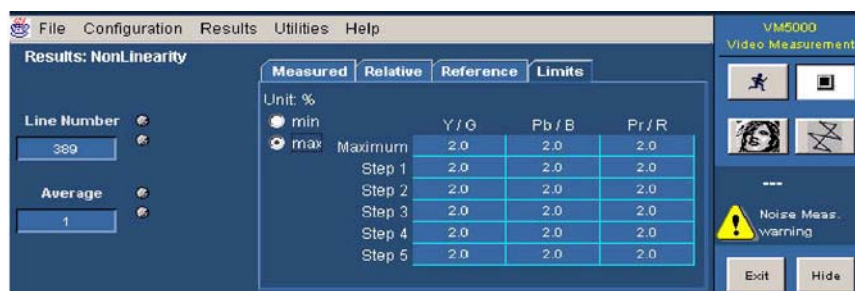 File Configuration Results Utilities Help
VM5000
Video Measurement
Results: NonLinearity
Measured Relative Reference Limits
Unit: %
min
max
Line Number
389
Average
1
Y / G Pb / B Pr / R
Maximum 2.0 2.0 2.0
Step 1 2.0 2.0 2.0
Step 2 2.0 2.0 2.0
Step 3 2.0 2.0 2.0
Step 4 2.0 2.0 2.0
Step 5 2.0 2.0 2.0
---
Noise Meas.
warning
Exit Hide